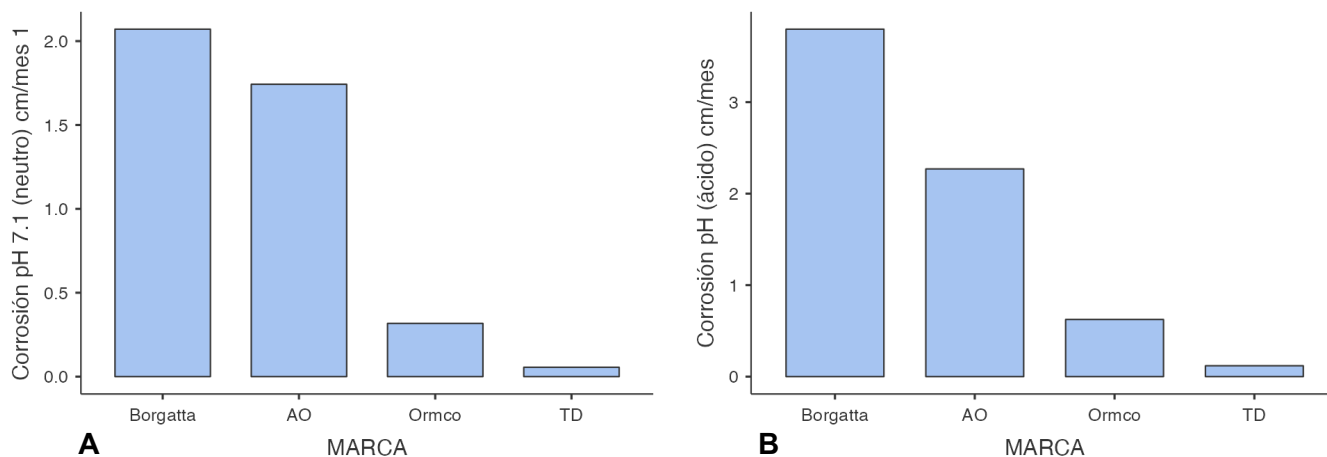 Corrosión pH 7.1 (neutro) cm/mes 1
2.0
1.5
1.0
0.5
0.0
Borgatta AO Ormco TD
MARCA
A
Corrosión pH (ácido) cm/mes
3
2
1
0
Borgatta AO Ormco TD
MARCA
B